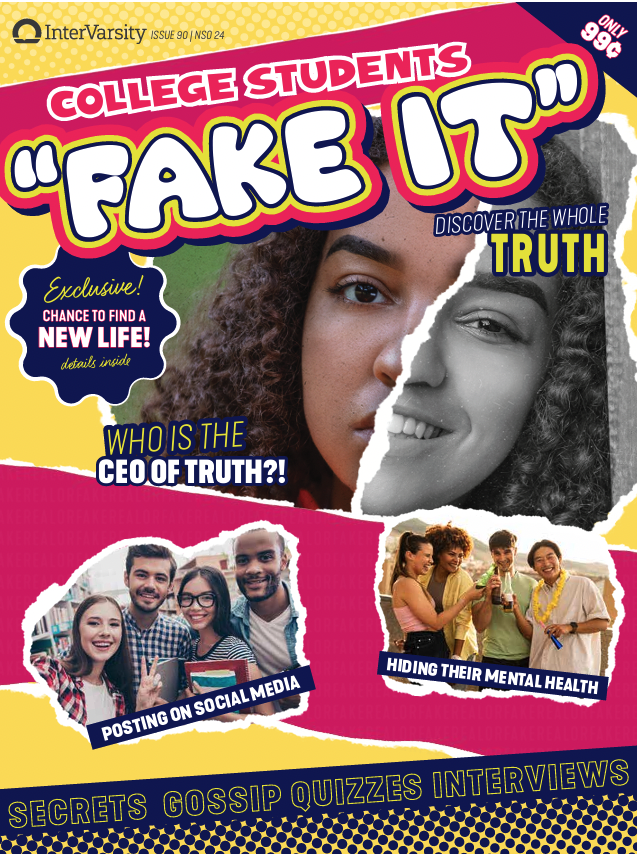 InterVarsity ISSUE 90 | NSO 24
ONLY
99¢
COLLEGE STUDENTS
"FAKE IT"
DISCOVER THE WHOLE
TRUTH
Exclusive!
CHANCE TO FIND A
NEW LIFE!
details inside
WHO IS THE
CEO OF TRUTH?!
POSTING ON SOCIAL MEDIA
HIDING THEIR MENTAL HEALTH
SECRETS GOSSIP QUIZZES INTERVIEWS